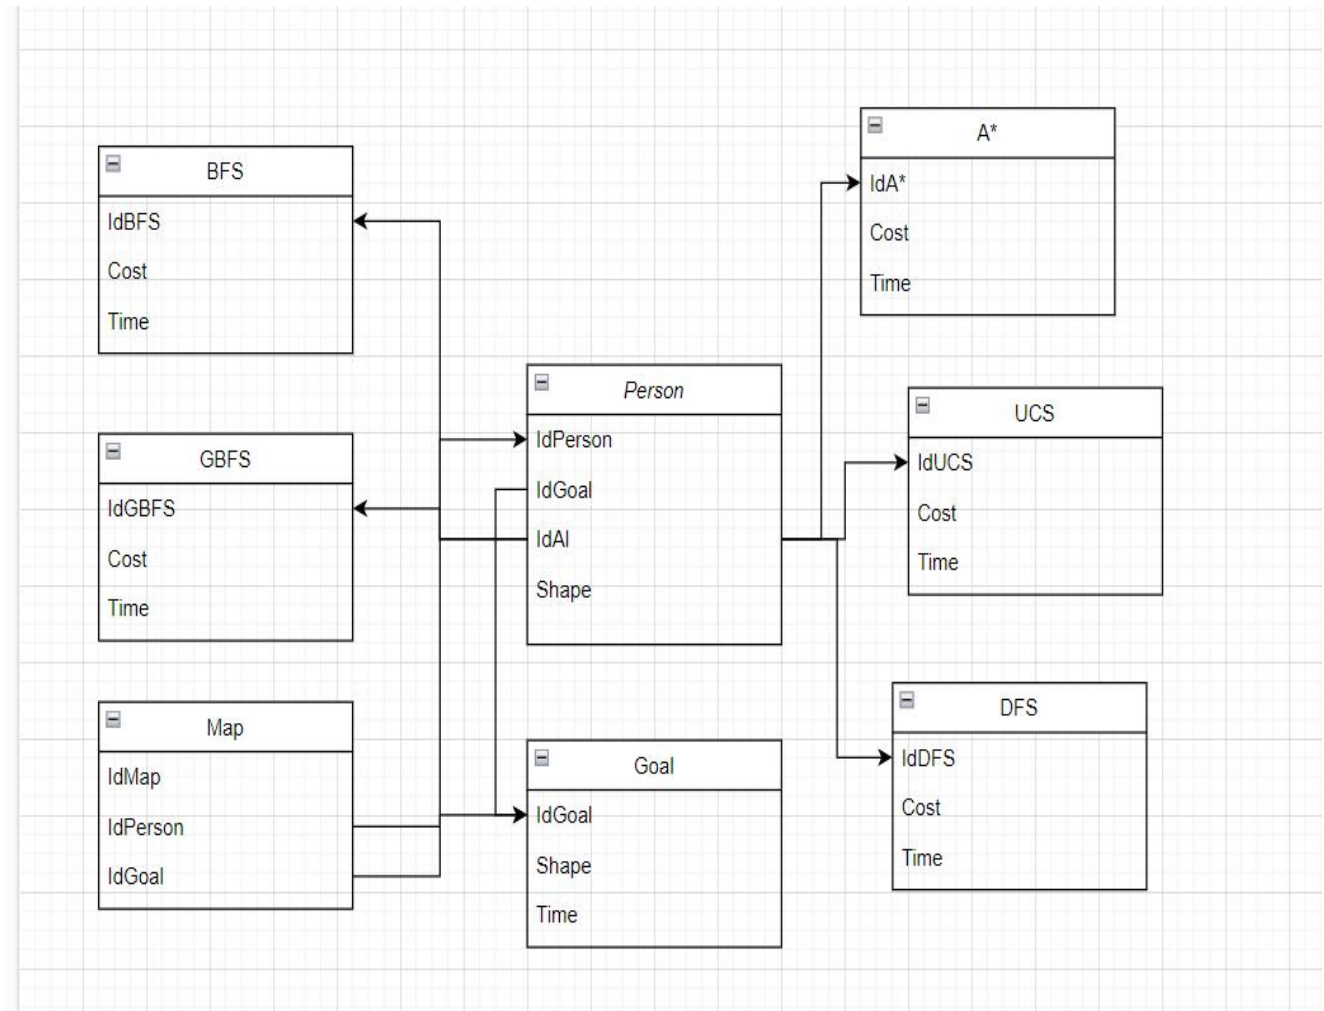 BFS
IdBFS
Cost
Time
GBFS
IdGBFS
Cost
Time
Map
IdMap
IdPerson
IdGoal
Person
IdPerson
IdGoal
IdAl
Shape
Goal
IdGoal
Shape
Time
A*
IdA*
Cost
Time
UCS
IdUCS
Cost
Time
DFS
IdDFS
Cost
Time